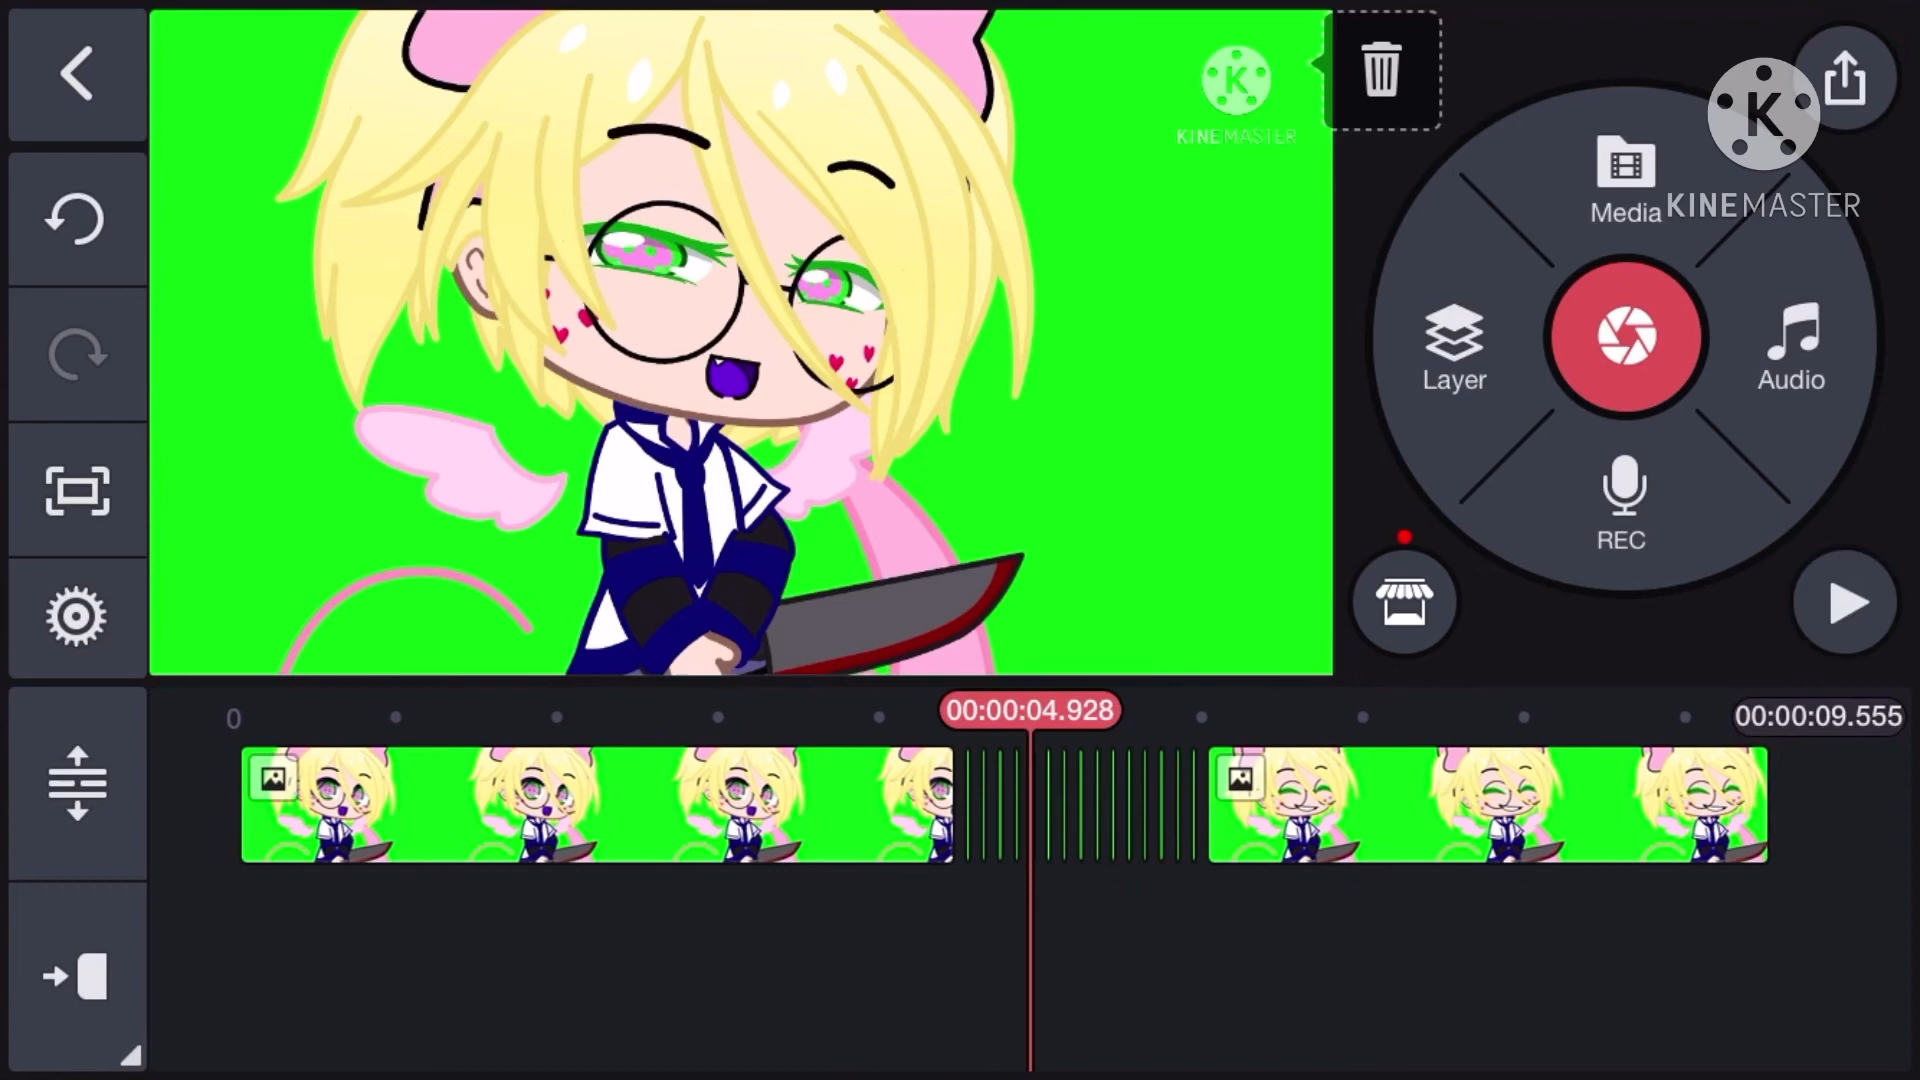 K
KINEMASTER
K
KINEMASTER
Media
Layer
Audio
REC
0
00:00:04.928
00:00:09.555